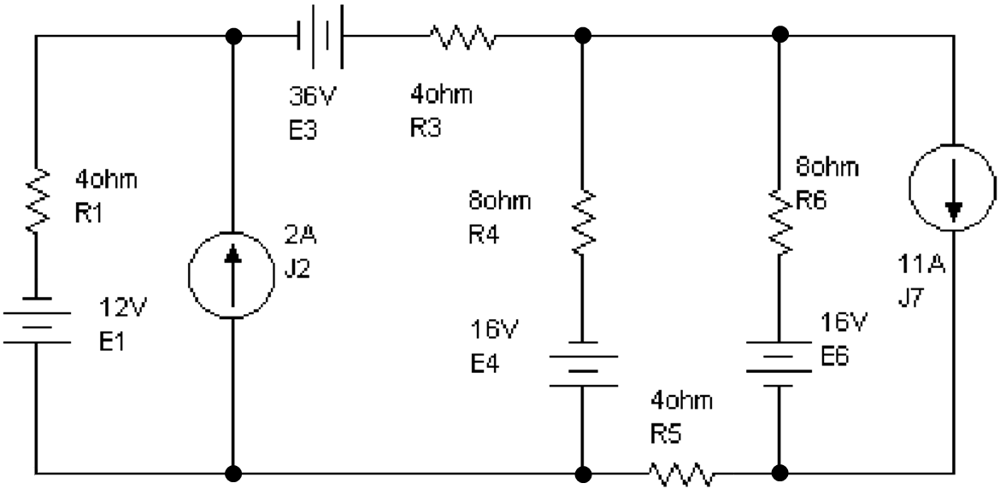 36V
E3
4ohm
R3
4ohm
R1
8ohm
R4
8ohm
R6
2A
J2
11A
J7
12V
E1
16V
E4
16V
E6
4ohm
R5